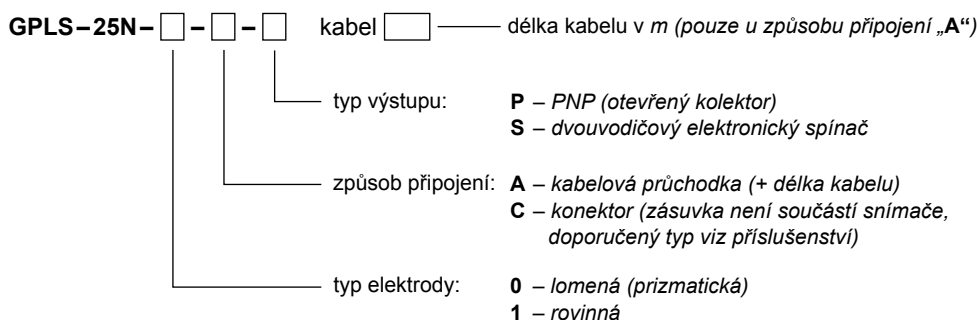 GPLS–25N– – – kabel délka kabelu v m (pouze u způsobu připojení „A“)
typ výstupu: P – PNP (otevřený kolektor)
S – dvouvodičový elektronický spínač
způsob připojení: A – kabelová průchodka (+ délka kabelu)
C – konektor (zásuvka není součástí snímače,
doporučený typ viz příslušenství)
typ elektrody: 0 – lomená (prizmatická)
1 – rovinná